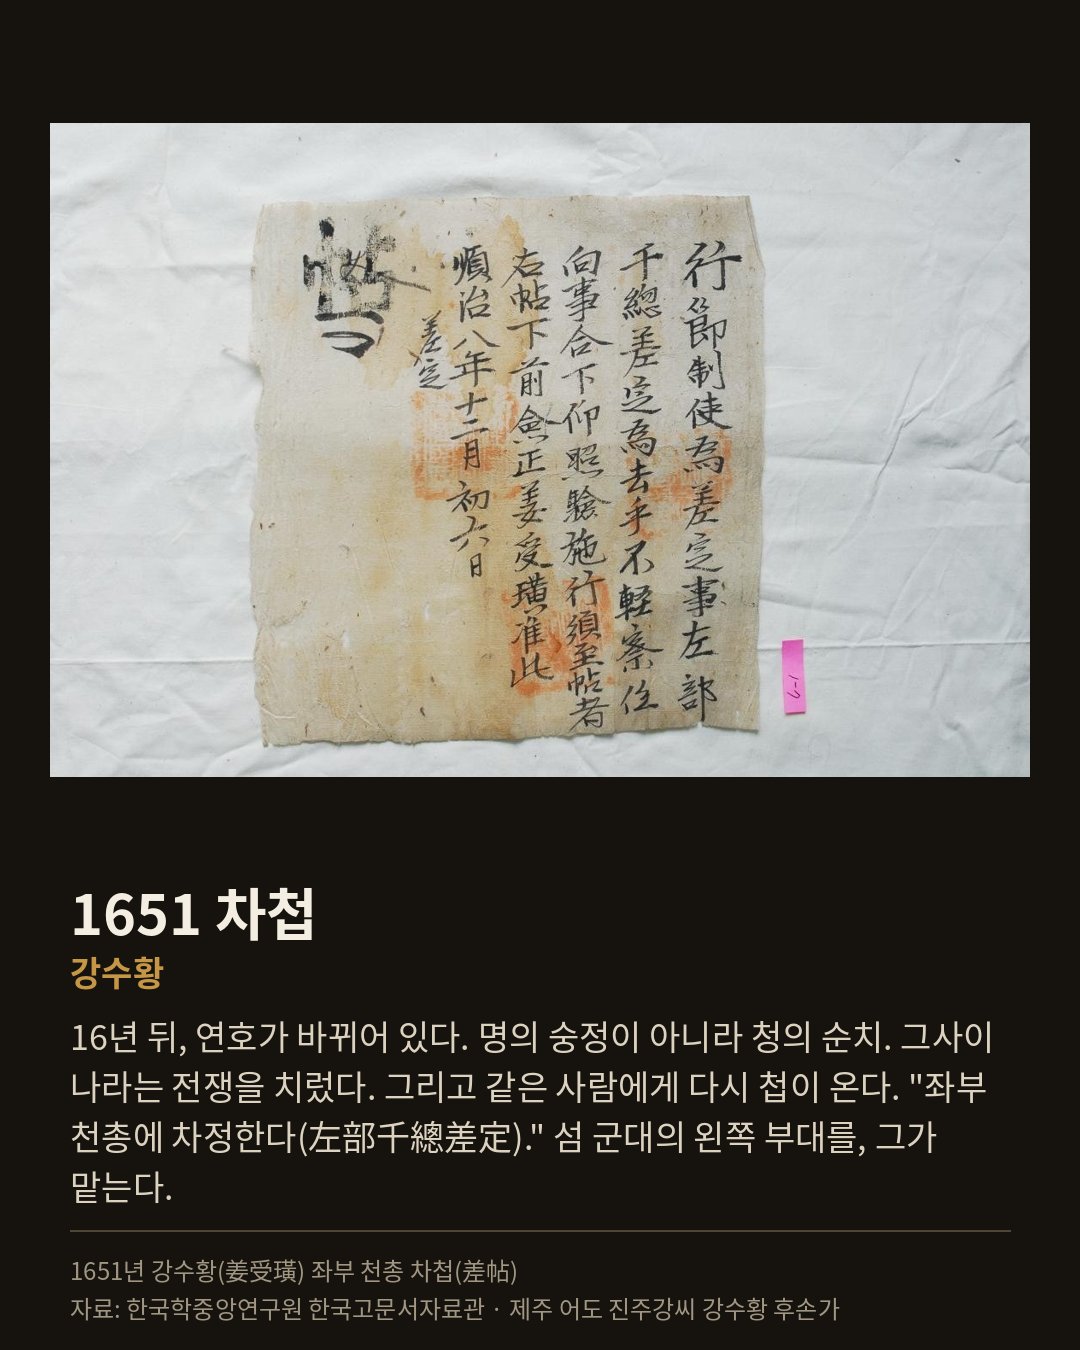 行節制使爲差定事左部
千總差定爲去乎不輕察任
向事合下仰照驗施行須至帖者
右帖下前僉正姜受璜准此
順治八年十二月初六日
差定
帖
1651 차첩
강수황
16년 뒤, 연호가 바뀌어 있다. 명의 숭정이 아니라 청의 순치. 그사이
나라는 전쟁을 치렀다. 그리고 같은 사람에게 다시 첩이 온다. "좌부
천총에 차정한다(左部千總差定)." 섬 군대의 왼쪽 부대를, 그가
맡는다.
1651년 강수황(姜受璜) 좌부 천총 차첩(差帖)
자료: 한국학중앙연구원 한국고문서자료관 · 제주 어도 진주강씨 강수황 후손가